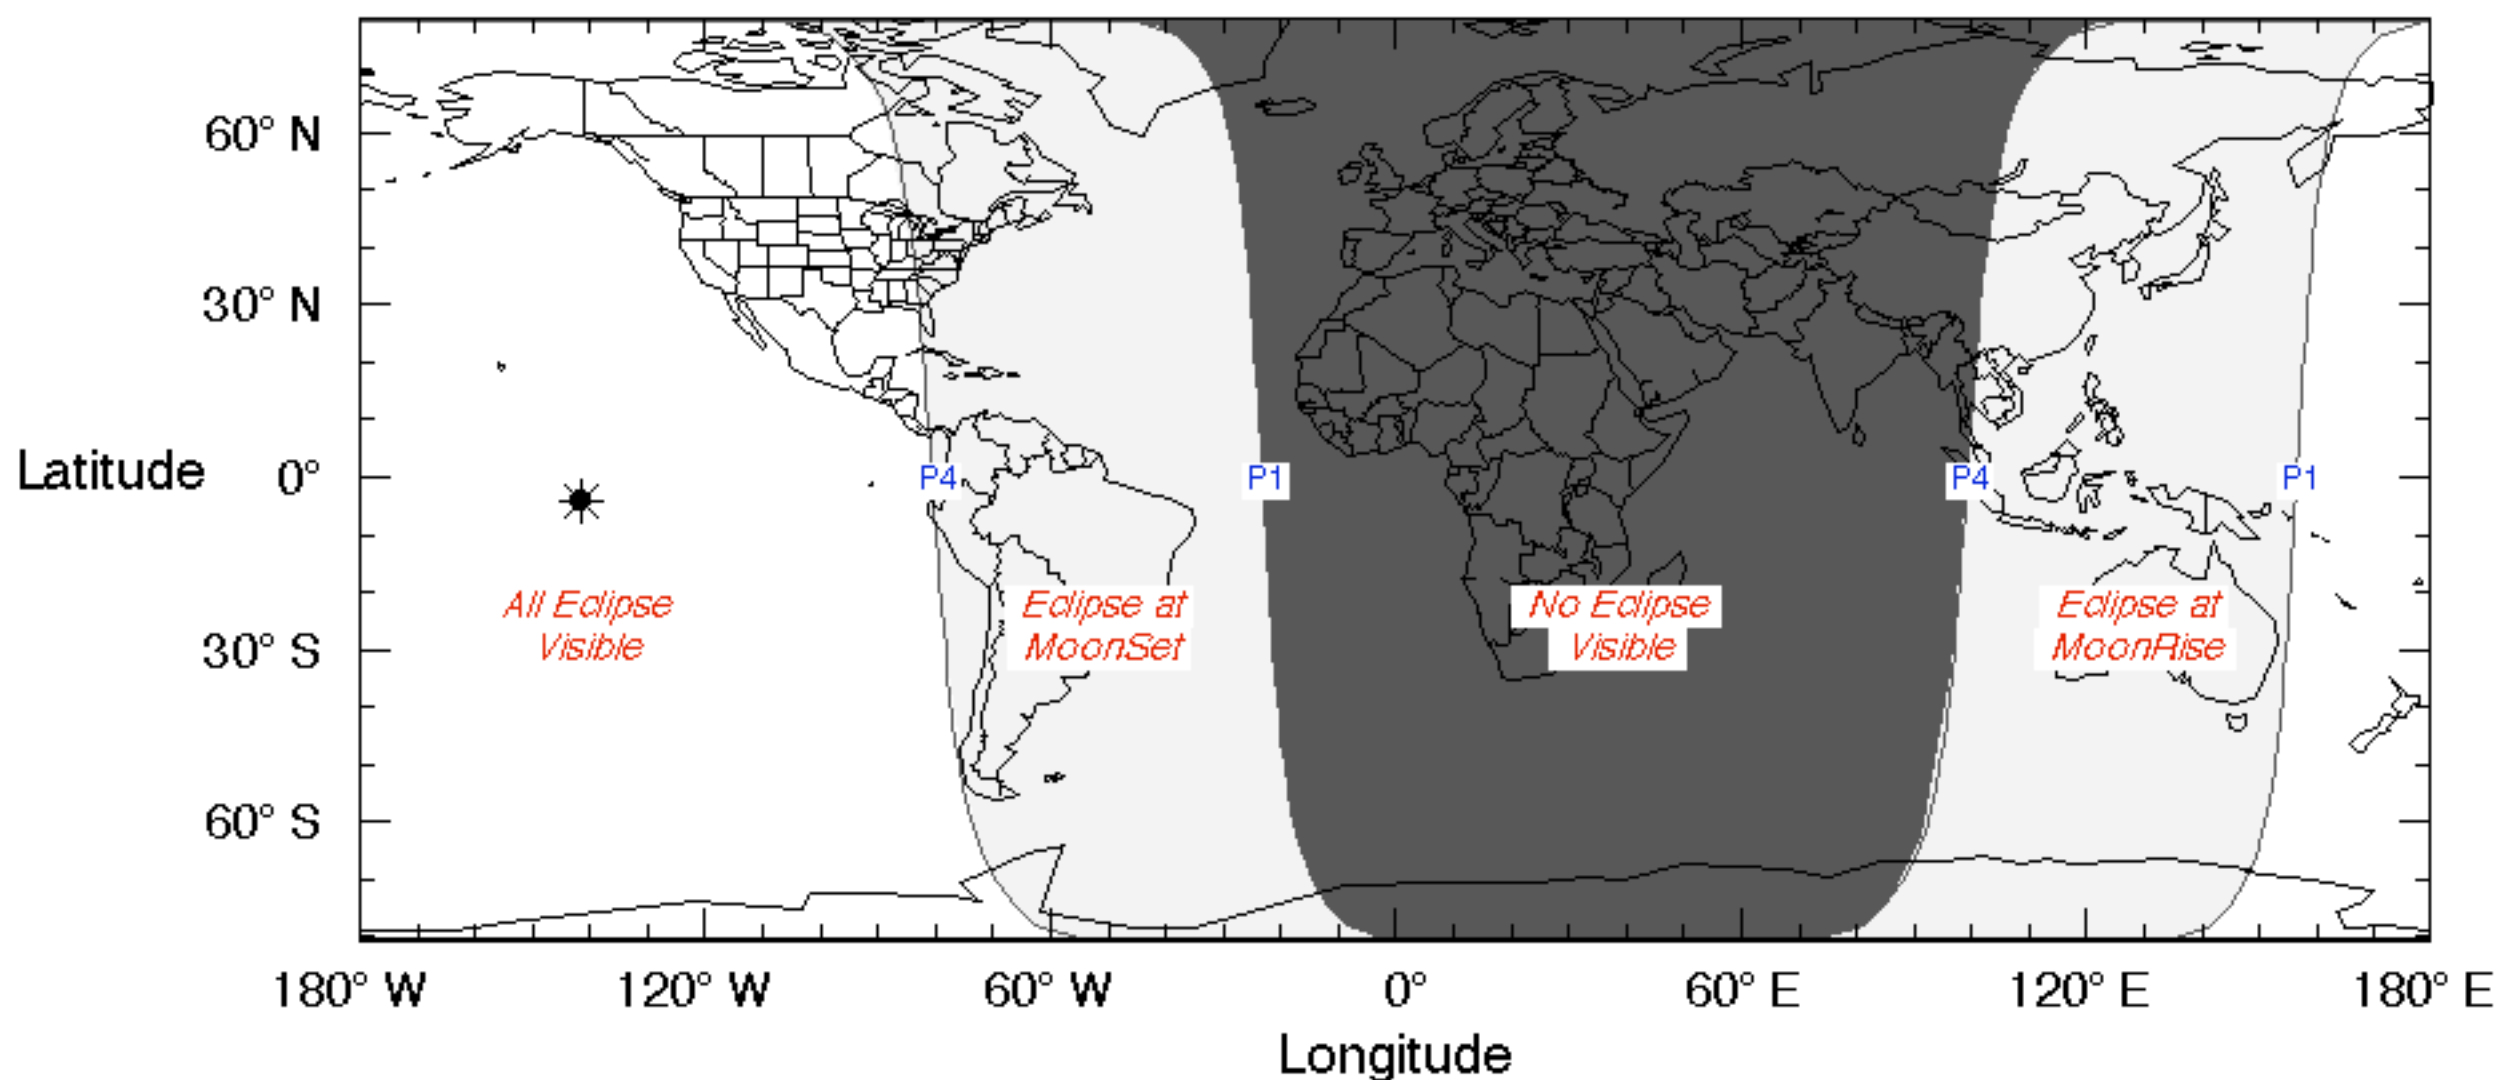 60° N
30° N
Latitude 0°
P4 P1 P4 P1
All Eclipse
Visible
Eclipse at
MoonSet
No Eclipse
Visible
Eclipse at
MoonRise
30° S
60° S
180° W 120° W 60° W 0° 60° E 120° E 180° E
Longitude